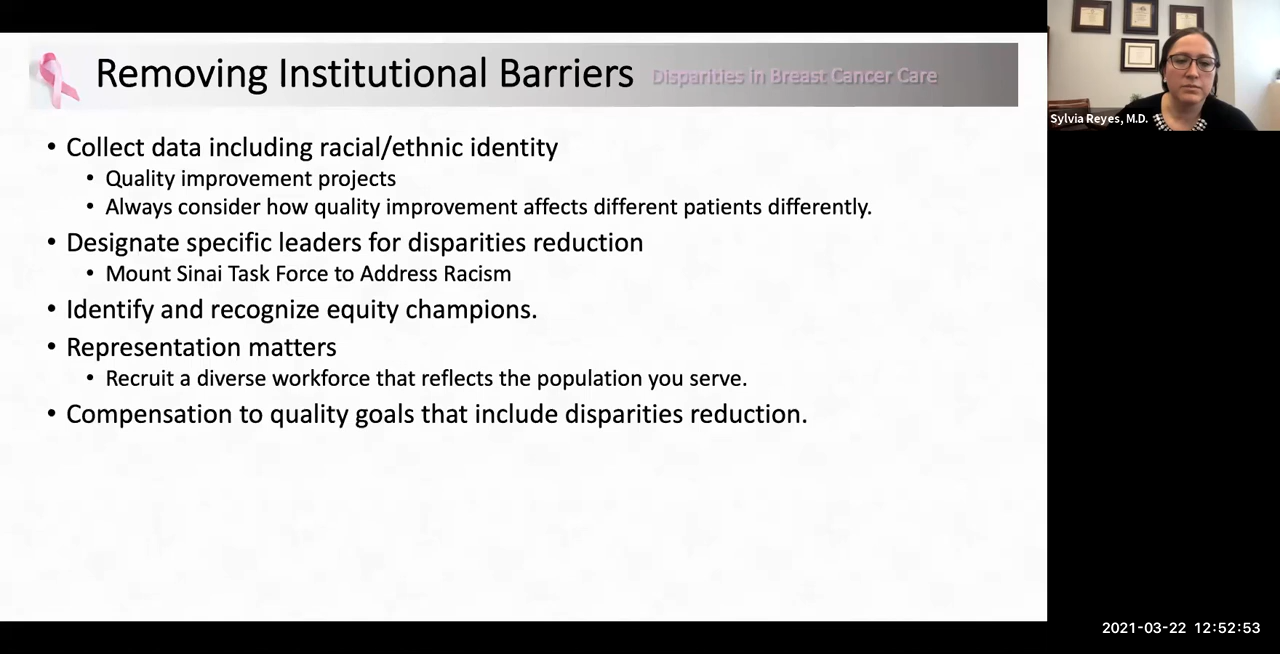 Removing Institutional Barriers Disparities in Breast Cancer Care
• Collect data including racial/ethnic identity
• Quality improvement projects
• Always consider how quality improvement affects different patients differently.
• Designate specific leaders for disparities reduction
• Mount Sinai Task Force to Address Racism
• Identify and recognize equity champions.
• Representation matters
• Recruit a diverse workforce that reflects the population you serve.
• Compensation to quality goals that include disparities reduction.
Sylvia Reyes, M.D.
2021-03-22 12:52:53